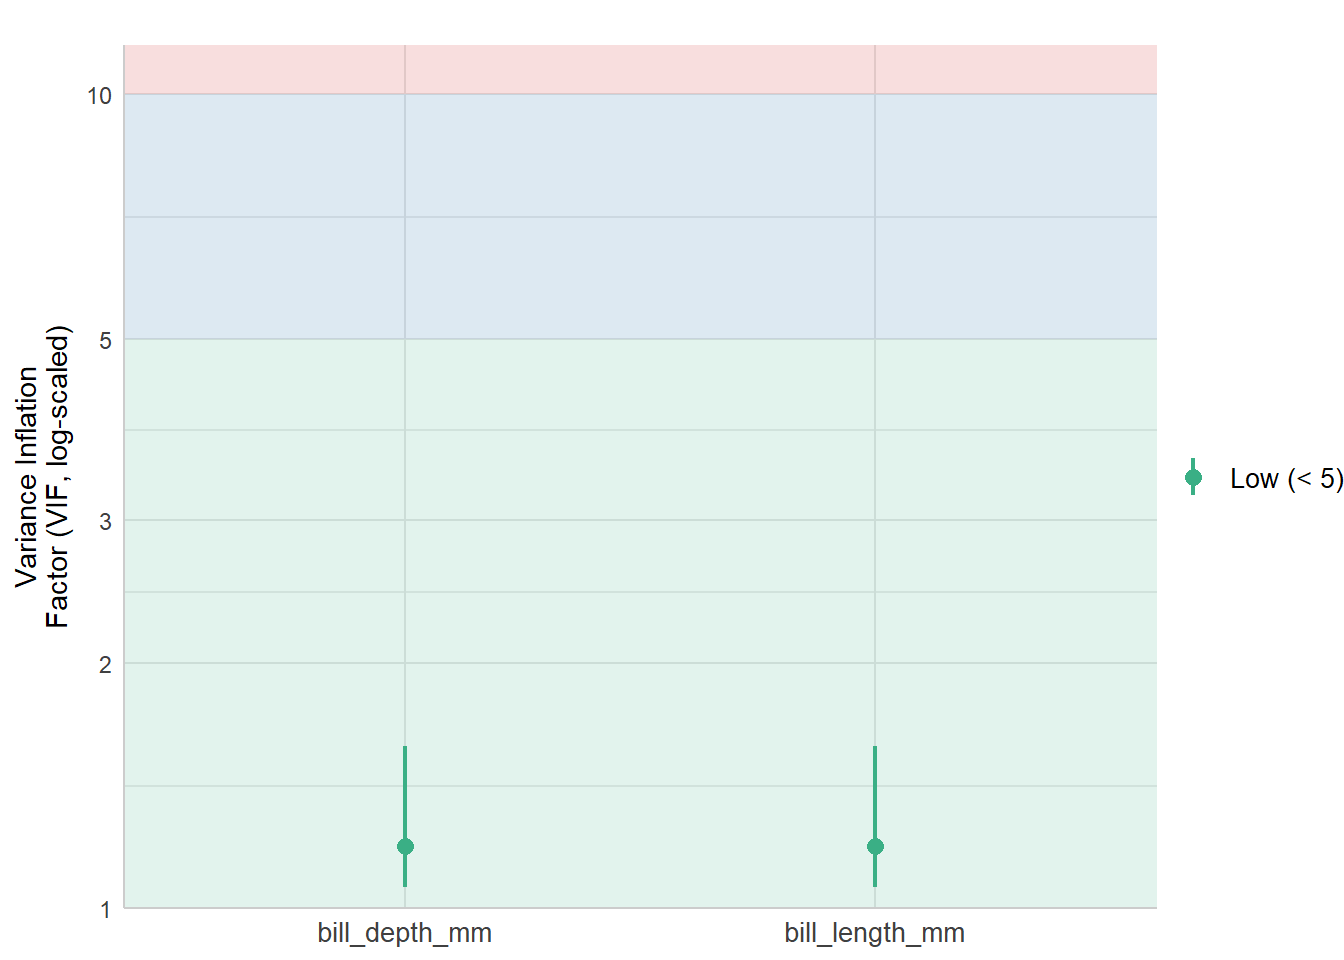 10
5
3
2
1
Variance Inflation
Factor (VIF, log-scaled)
bill_depth_mm
bill_length_mm
Low (< 5)